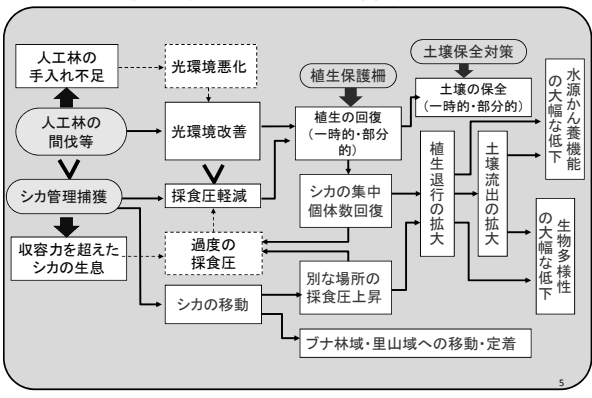 人工林の
手入れ不足
光環境悪化
植生保護柵
土壌保全対策
人工林の
間伐等
光環境改善
植生の回復
(一時的・部分
的)
土壌の保全
(一時的・部分的)
水源かん養機能
の大幅な低下
シカ管理捕獲
採食圧軽減
シカの集中
個体数回復
植生退行の拡大
土壌流出の拡大
収容力を超えた
シカの生息
過度の
採食圧
生物多様性
の大幅な低下
シカの移動
別な場所の
採食圧上昇
ブナ林域・里山域への移動・定着
5